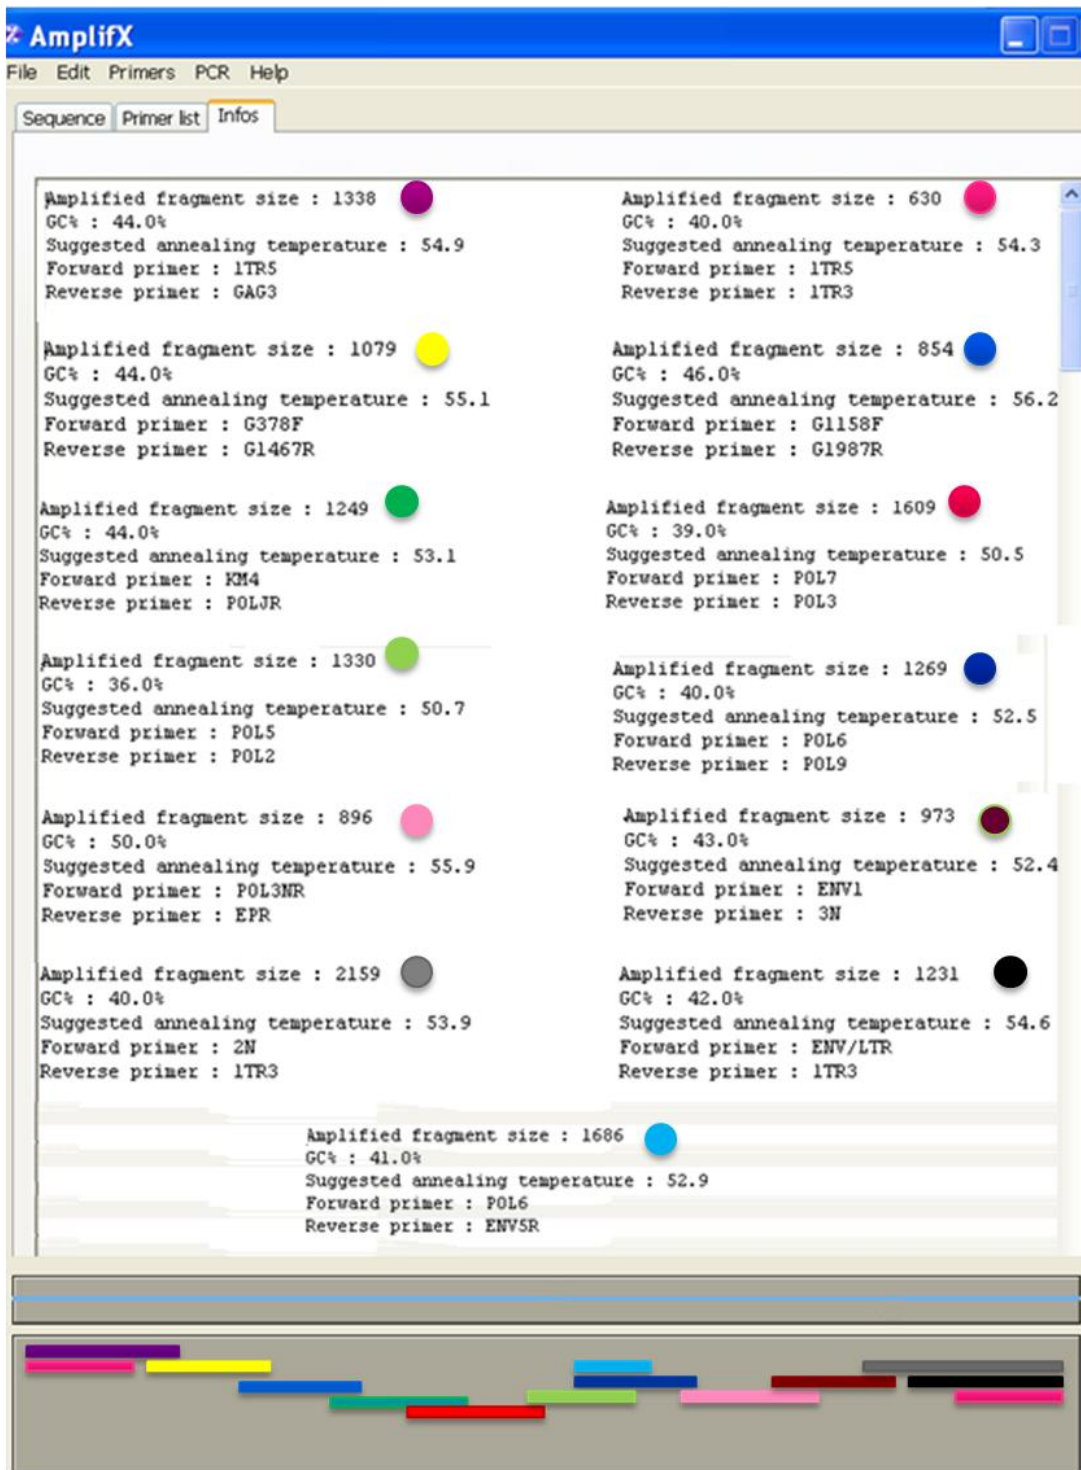 AmplifX
File Edit Primers PCR Help
Sequence Primer list Infos
Amplified fragment size : 1338
GC% : 44.0%
Suggested annealing temperature : 54.9
Forward primer : lTR5
Reverse primer : GAG3
Amplified fragment size : 630
GC% : 40.0%
Suggested annealing temperature : 54.3
Forward primer : lTR5
Reverse primer : lTR3
Amplified fragment size : 1079
GC% : 44.0%
Suggested annealing temperature : 55.1
Forward primer : G378F
Reverse primer : G1467R
Amplified fragment size : 854
GC% : 46.0%
Suggested annealing temperature : 56.2
Forward primer : G1158F
Reverse primer : G1987R
Amplified fragment size : 1249
GC% : 44.0%
Suggested annealing temperature : 53.1
Forward primer : KM4
Reverse primer : POLJR
Amplified fragment size : 1609
GC% : 39.0%
Suggested annealing temperature : 50.5
Forward primer : POL7
Reverse primer : POL3
Amplified fragment size : 1330
GC% : 36.0%
Suggested annealing temperature : 50.7
Forward primer : POL5
Reverse primer : POL2
Amplified fragment size : 1269
GC% : 40.0%
Suggested annealing temperature : 52.5
Forward primer : POL6
Reverse primer : POL9
Amplified fragment size : 896
GC% : 50.0%
Suggested annealing temperature : 55.9
Forward primer : POL3NR
Reverse primer : EPR
Amplified fragment size : 973
GC% : 43.0%
Suggested annealing temperature : 52.4
Forward primer : ENV1
Reverse primer : 3N
Amplified fragment size : 2159
GC% : 40.0%
Suggested annealing temperature : 53.9
Forward primer : 2N
Reverse primer : lTR3
Amplified fragment size : 1231
GC% : 42.0%
Suggested annealing temperature : 54.6
Forward primer : ENV/LTR
Reverse primer : lTR3
Amplified fragment size : 1686
GC% : 41.0%
Suggested annealing temperature : 52.9
Forward primer : POL6
Reverse primer : ENV5R